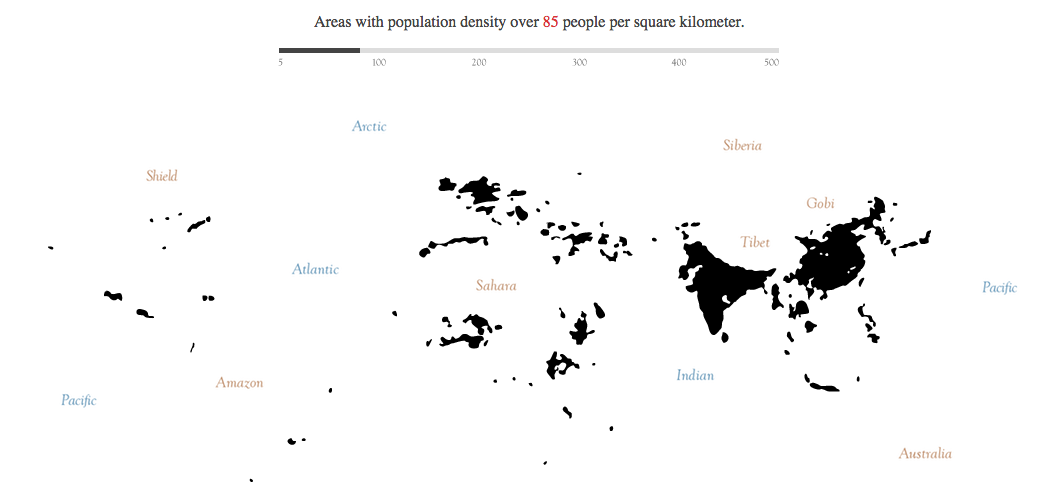 Areas with population density over 85 people per square kilometer.
5 100 200 300 400 500
Arctic
Siberia
Shield
Gobi
Tibet
Atlantic
Sahara
Pacific
Indian
Amazon
Pacific
Australia